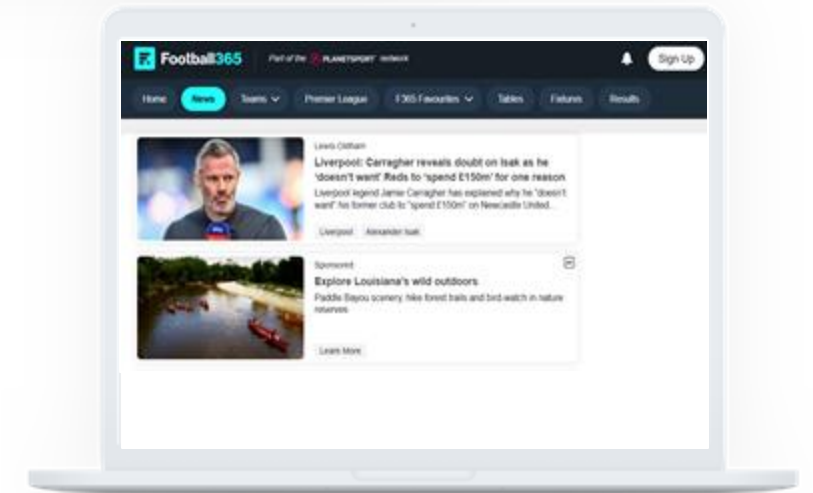 Football365
Part of the PLANETSPORT network
Sign Up
Home
News
Teams
Premier League
F365 Favourites
Tables
Fixtures
Results
Lewis Oldham
Liverpool: Carragher reveals doubt on Isak as he
'doesn't want' Reds to 'spend £150m' for one reason
Liverpool legend Jamie Carragher has explained why he "doesn't
want" his former club to "spend £150m" on Newcastle United...
Liverpool
Alexander Isak
Sponsored
Explore Louisiana's wild outdoors
Paddle Bayou scenery, hike forest trails and bird-watch in nature
reserves
Learn More